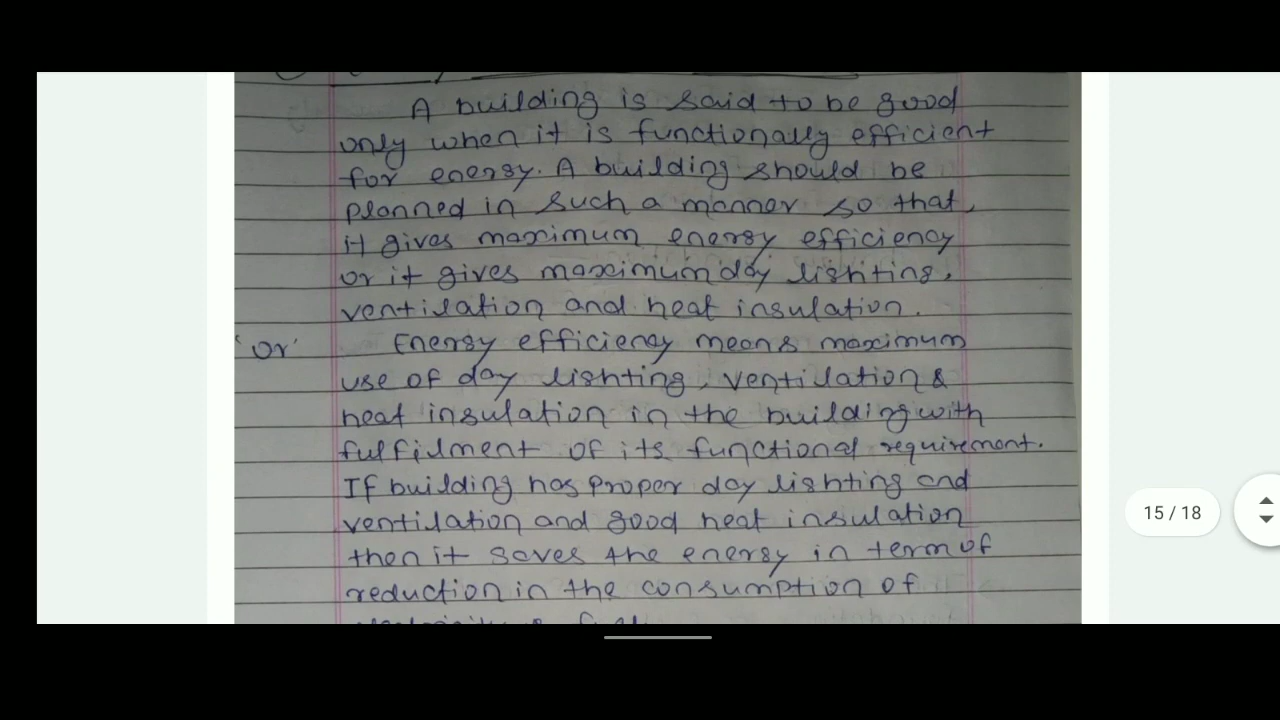 A building is said to be good
only when it is functionally efficient
for energy. A building should be
planned in such a manner so that,
it gives maximum energy efficiency
or it gives maximum day lighting,
ventilation and heat insulation.
'or' Energy efficiency means maximum
use of day lighting, ventilation &
heat insulation in the building with
fulfilment of its functional requirement.
If building has proper day lighting and
ventilation and good heat insulation
then it saves the energy in term of
15 / 18
reduction in the consumption of